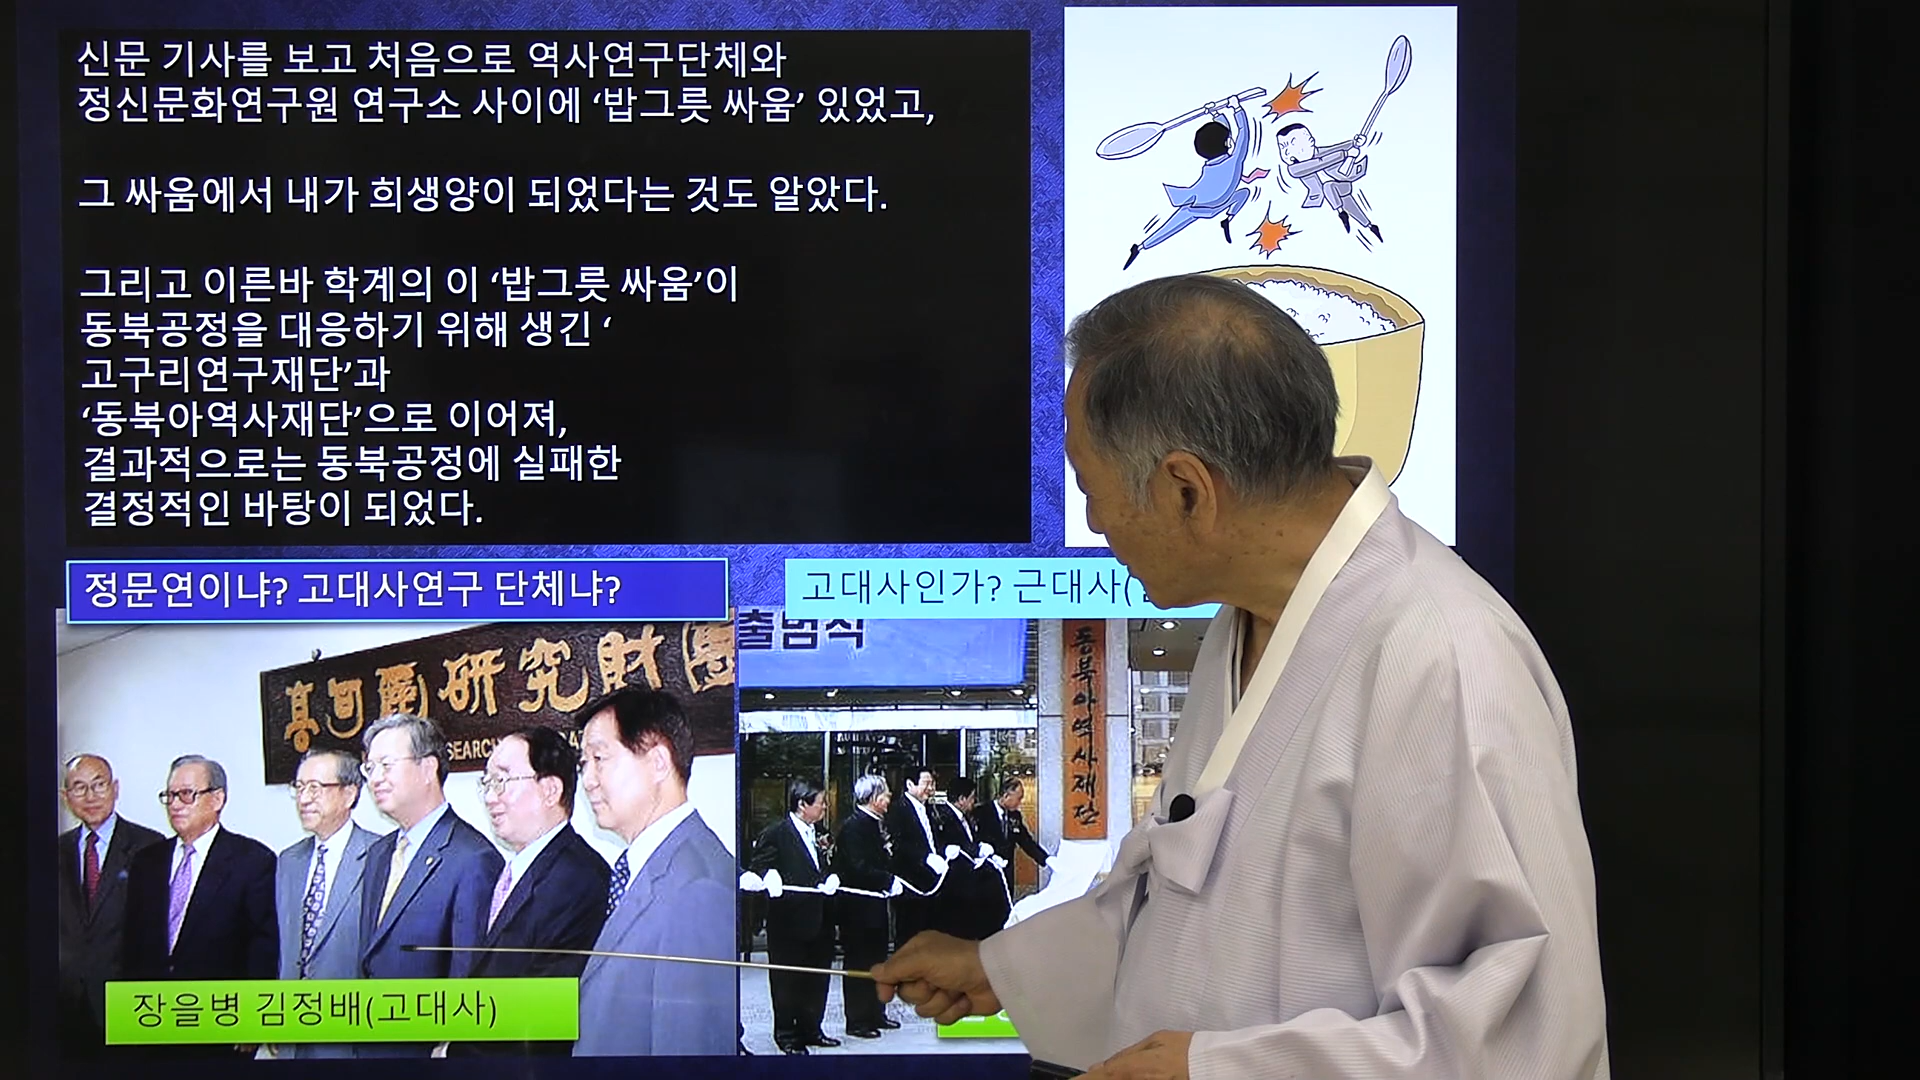 신문 기사를 보고 처음으로 역사연구단체와
정신문화연구원 연구소 사이에 ‘밥그릇 싸움’ 있었고,
그 싸움에서 내가 희생양이 되었다는 것도 알았다.
그리고 이른바 학계의 이 ‘밥그릇 싸움’이
동북공정을 대응하기 위해 생긴 ‘
고구리연구재단’과
‘동북아역사재단’으로 이어져,
결과적으로는 동북공정에 실패한
결정적인 바탕이 되었다.
정문연이냐? 고대사연구 단체냐?
고대사인가? 근대사(
研究財團
SEARCH
출범식
동북아역사재단
장을병 김정배(고대사)